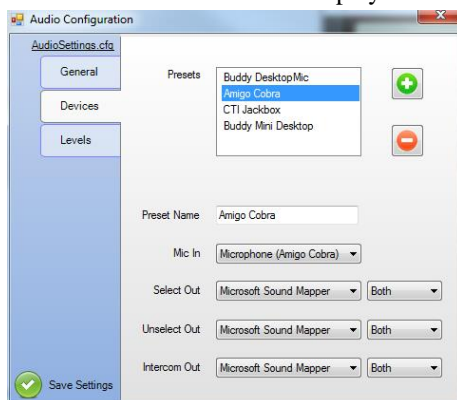 Audio Configuration
AudioSettings.cfg
General
Devices
Levels
Presets
Buddy DesktopMic
Amigo Cobra
CTI Jackbox
Buddy Mini Desktop
Preset Name Amigo Cobra
Mic In Microphone (Amigo Cobra)
Select Out Microsoft Sound Mapper Both
Unselect Out Microsoft Sound Mapper Both
Intercom Out Microsoft Sound Mapper Both
Save Settings